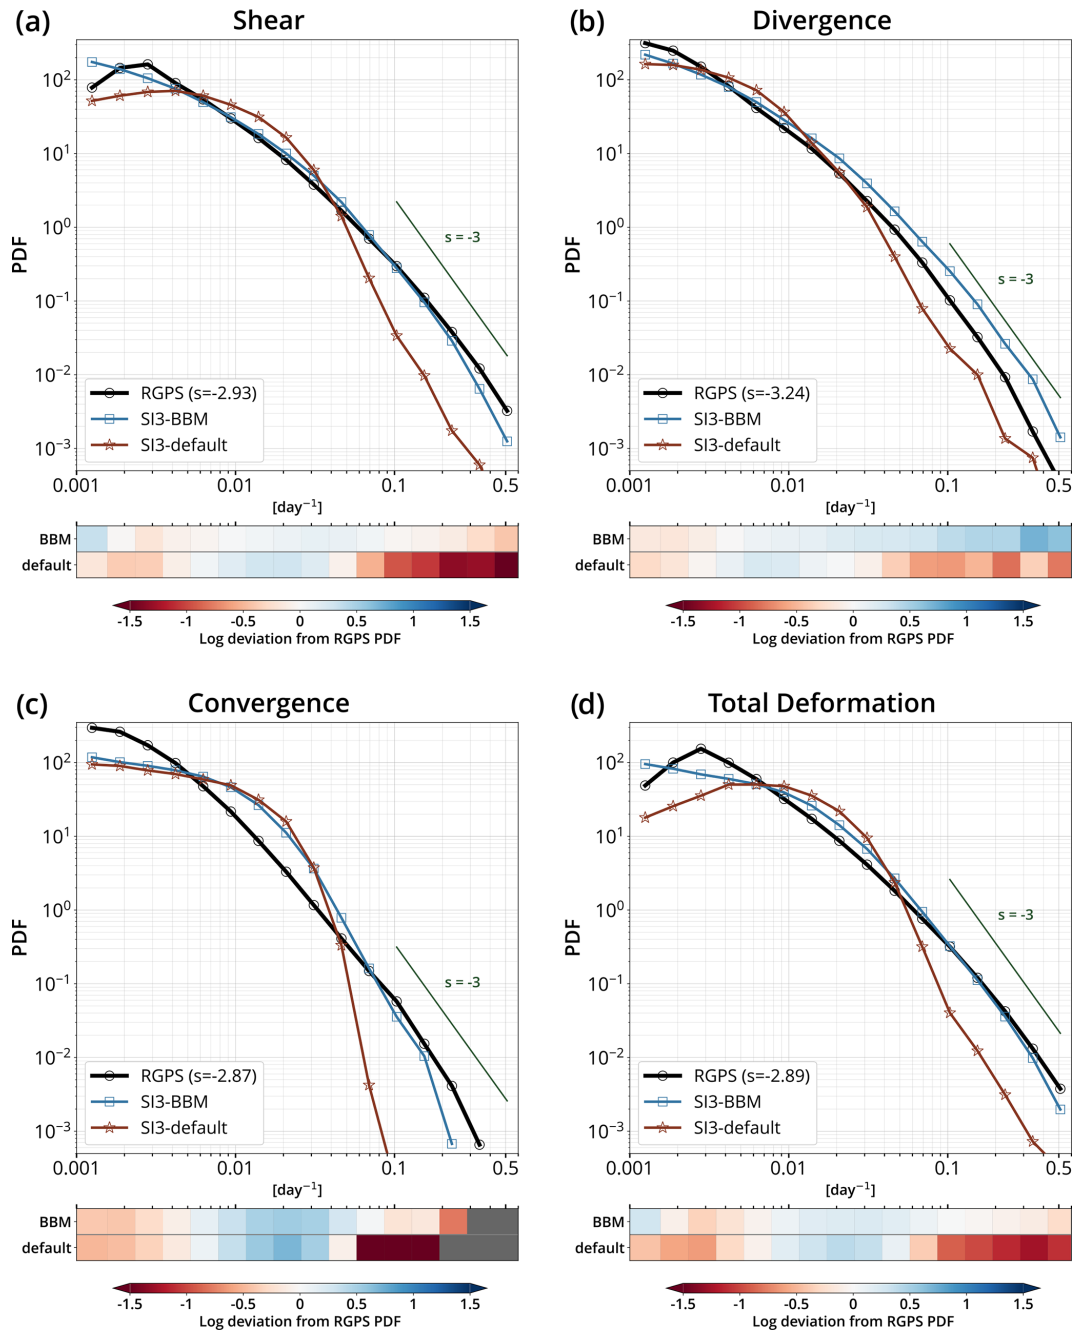 (a)
Shear
PDF
10²
10¹
10⁰
10⁻¹
10⁻²
10⁻³
s = -3
RGPS (s=-2.93)
SI3-BBM
SI3-default
0.001
0.01
0.1
0.5
[day⁻¹]
BBM
default
-1.5
-1
-0.5
0
0.5
1
1.5
Log deviation from RGPS PDF
(b)
Divergence
PDF
10²
10¹
10⁰
10⁻¹
10⁻²
10⁻³
s = -3
RGPS (s=-3.24)
SI3-BBM
SI3-default
0.001
0.01
0.1
0.5
[day⁻¹]
BBM
default
-1.5
-1
-0.5
0
0.5
1
1.5
Log deviation from RGPS PDF
(c)
Convergence
PDF
10²
10¹
10⁰
10⁻¹
10⁻²
10⁻³
s = -3
RGPS (s=-2.87)
SI3-BBM
SI3-default
0.001
0.01
0.1
0.5
[day⁻¹]
BBM
default
-1.5
-1
-0.5
0
0.5
1
1.5
Log deviation from RGPS PDF
(d)
Total Deformation
PDF
10²
10¹
10⁰
10⁻¹
10⁻²
10⁻³
s = -3
RGPS (s=-2.89)
SI3-BBM
SI3-default
0.001
0.01
0.1
0.5
[day⁻¹]
BBM
default
-1.5
-1
-0.5
0
0.5
1
1.5
Log deviation from RGPS PDF